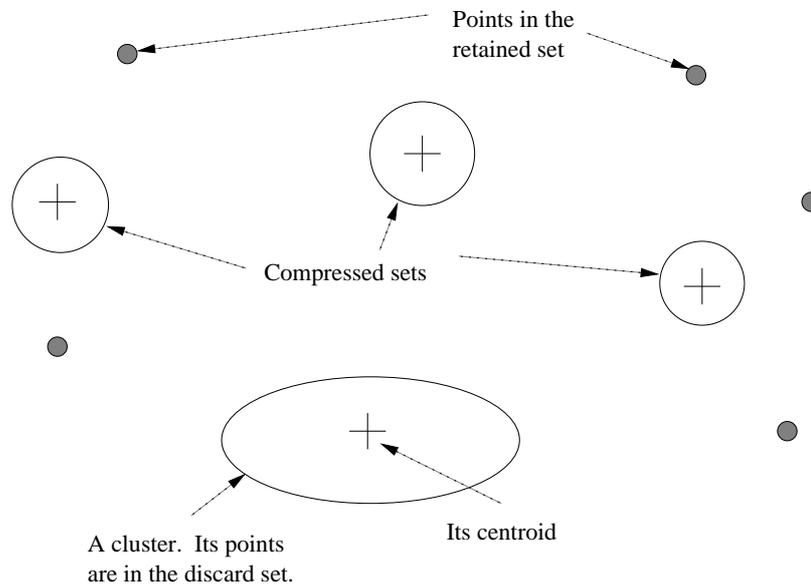 Points in the
retained set
Compressed sets
Its centroid
A cluster.  Its points
are in the discard set.